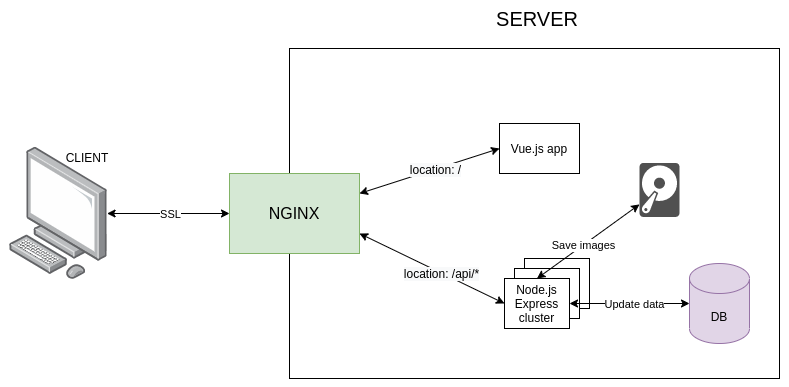 SERVER
CLIENT
SSL
NGINX
location: /
Vue.js app
location: /api/*
Save images
Node.js
Express
cluster
Update data
DB